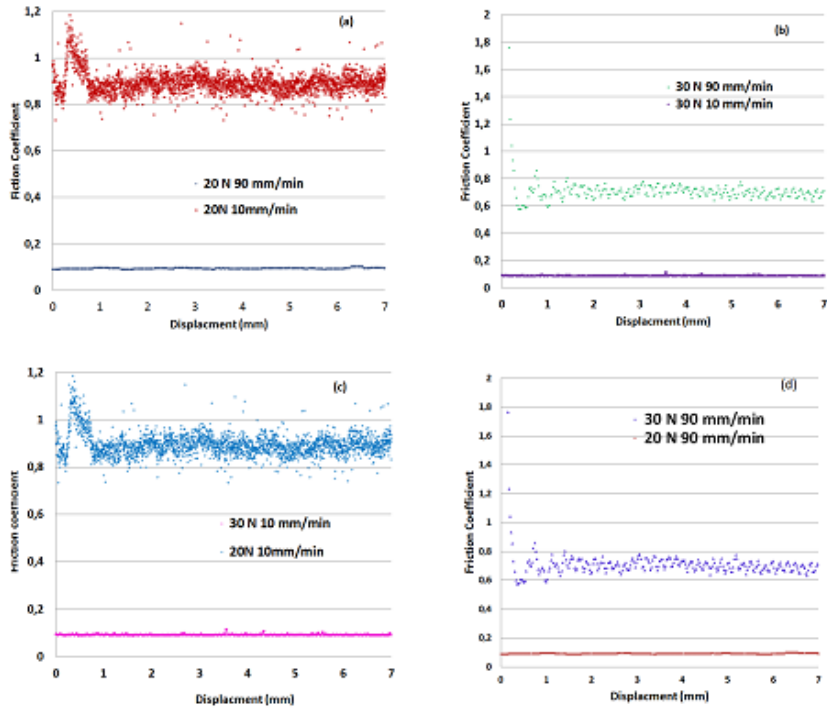 (a)
1,2
1
0,8
0,6
0,4
0,2
0
Fiction Coefficient
20 N 90 mm/min
20N 10mm/min
0 1 2 3 4 5 6 7
Displacment (mm)
(b)
2
1,8
1,6
1,4
1,2
1
0,8
0,6
0,4
0,2
0
Friction Coefficient
30 N 90 mm/min
30 N 10 mm/min
0 1 2 3 4 5 6 7
Displacment (mm)
(c)
1,2
1
0,8
0,6
0,4
0,2
0
Friction coefficient
30 N 10 mm/min
20N 10mm/min
0 1 2 3 4 5 6 7
Displacment (mm)
(d)
2
1,8
1,6
1,4
1,2
1
0,8
0,6
0,4
0,2
0
Friction Coefficient
30 N 90 mm/min
20 N 90 mm/min
0 1 2 3 4 5 6 7
Displacment (mm)